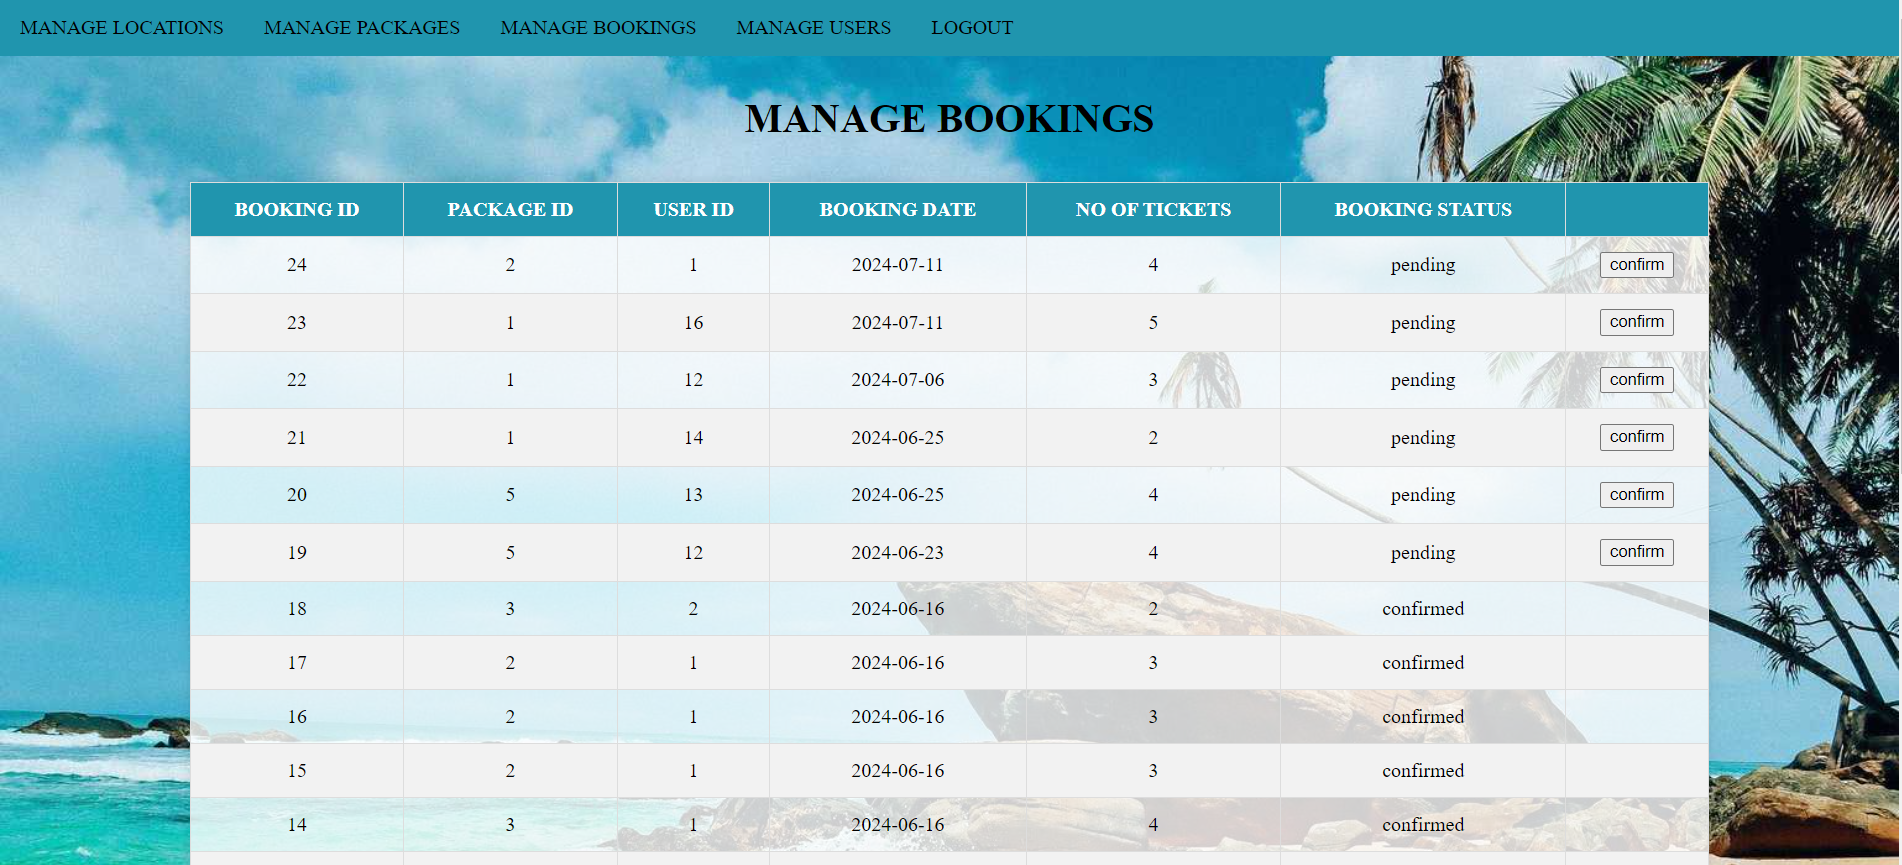 MANAGE LOCATIONS MANAGE PACKAGES MANAGE BOOKINGS MANAGE USERS LOGOUT
MANAGE BOOKINGS
BOOKING ID PACKAGE ID USER ID BOOKING DATE NO OF TICKETS BOOKING STATUS
24 2 1 2024-07-11 4 pending confirm
23 1 16 2024-07-11 5 pending confirm
22 1 12 2024-07-06 3 pending confirm
21 1 14 2024-06-25 2 pending confirm
20 5 13 2024-06-25 4 pending confirm
19 5 12 2024-06-23 4 pending confirm
18 3 2 2024-06-16 2 confirmed
17 2 1 2024-06-16 3 confirmed
16 2 1 2024-06-16 3 confirmed
15 2 1 2024-06-16 3 confirmed
14 3 1 2024-06-16 4 confirmed